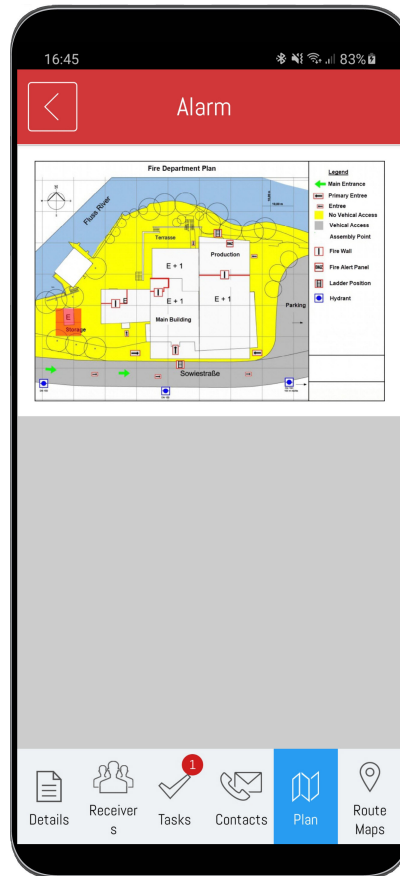 16:45
83%
Alarm
Fire Department Plan
Fluss River
N
Terrasse
Production
E + 1
E
E + 1
E + 1
Main Building
Storage
E
Parking
Sowiestraße
Legend
Main Entrance
Primary Entree
Entree
No Vehical Access
Vehical Access
Assembly Point
Fire Wall
Fire Alert Panel
Ladder Position
Hydrant
1
Details
Receiver
s
Tasks
Contacts
Plan
Route
Maps